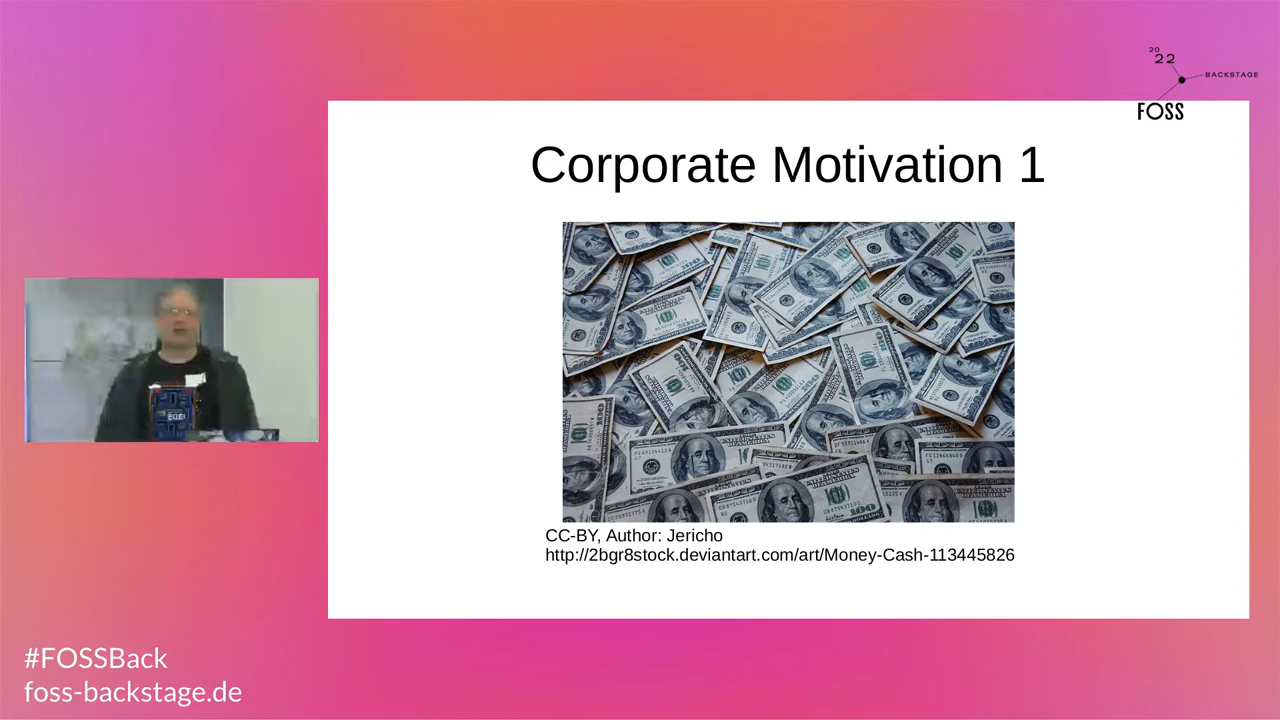 20
22
BACKSTAGE
FOSS
Corporate Motivation 1
CC-BY, Author: Jericho
http://2bgr8stock.deviantart.com/art/Money-Cash-113445826
#FOSSBack
foss-backstage.de